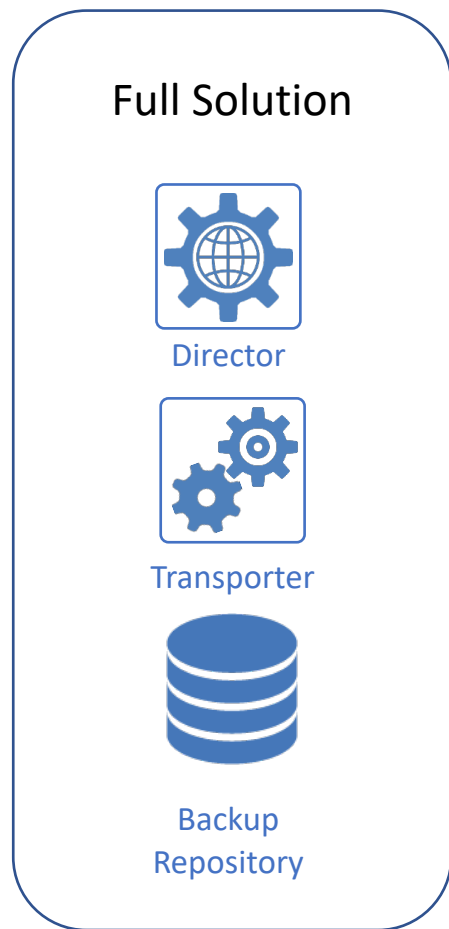 Full Solution
Director
Transporter
Backup
Repository